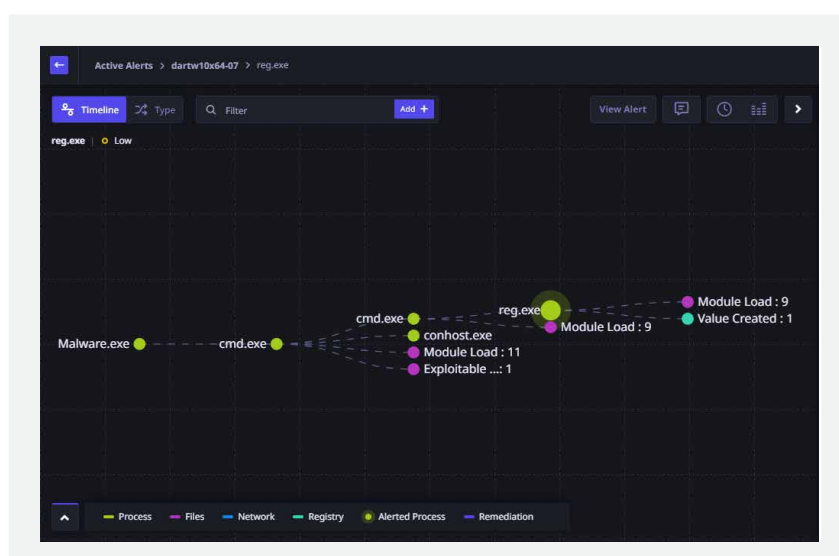 Active Alerts > dartw10x64-07 > reg.exe
Timeline Type Filter Add + View Alert
reg.exe | Low
Module Load : 9
reg.exe
Value Created : 1
cmd.exe
Module Load : 9
conhost.exe
Malware.exe cmd.exe
Module Load : 11
Exploitable ...: 1
Process Files Network Registry Alerted Process Remediation